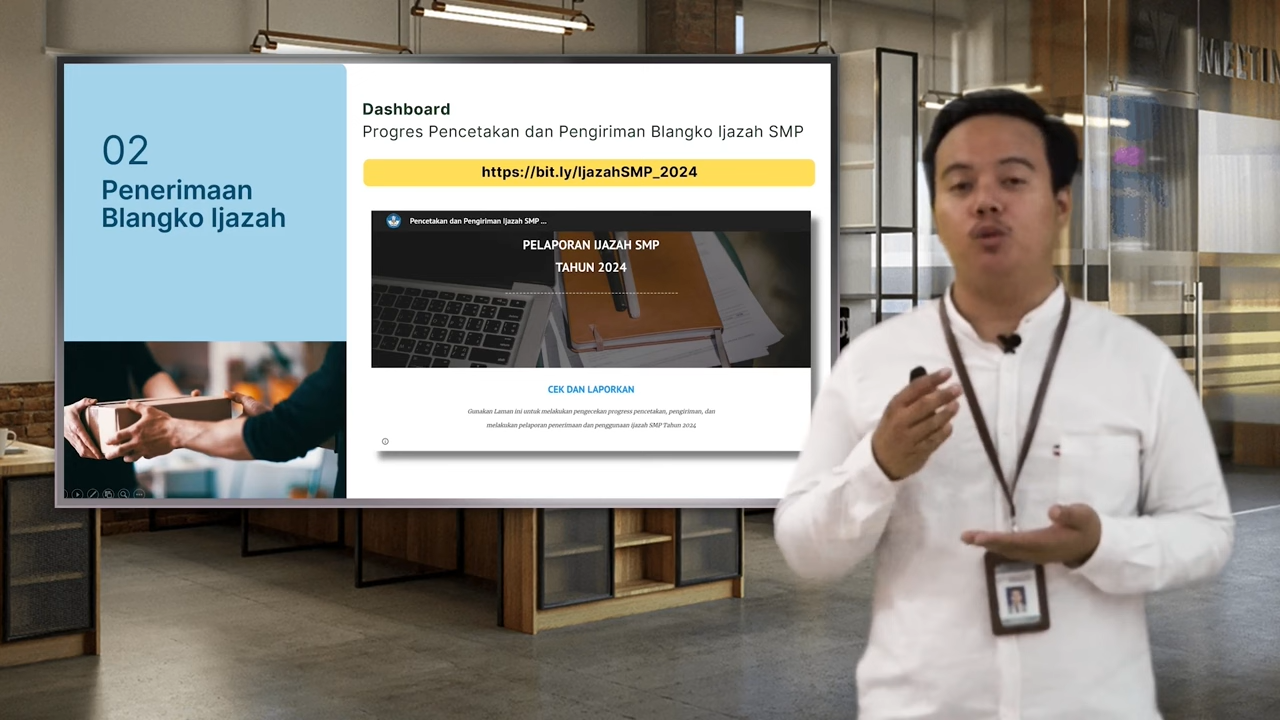 02
Penerimaan
Blangko Ijazah
Dashboard
Progres Pencetakan dan Pengiriman Blangko Ijazah SMP
https://bit.ly/IjazahSMP_2024
Pencetakan dan Pengiriman Ijazah SMP ...
PELAPORAN IJAZAH SMP
TAHUN 2024
CEK DAN LAPORKAN
Gunakan Laman ini untuk melakukan pengecekan progress pencetakan, pengiriman, dan
melakukan pelaporan penerimaan dan penggunaan ijazah SMP Tahun 2024
MEETIN